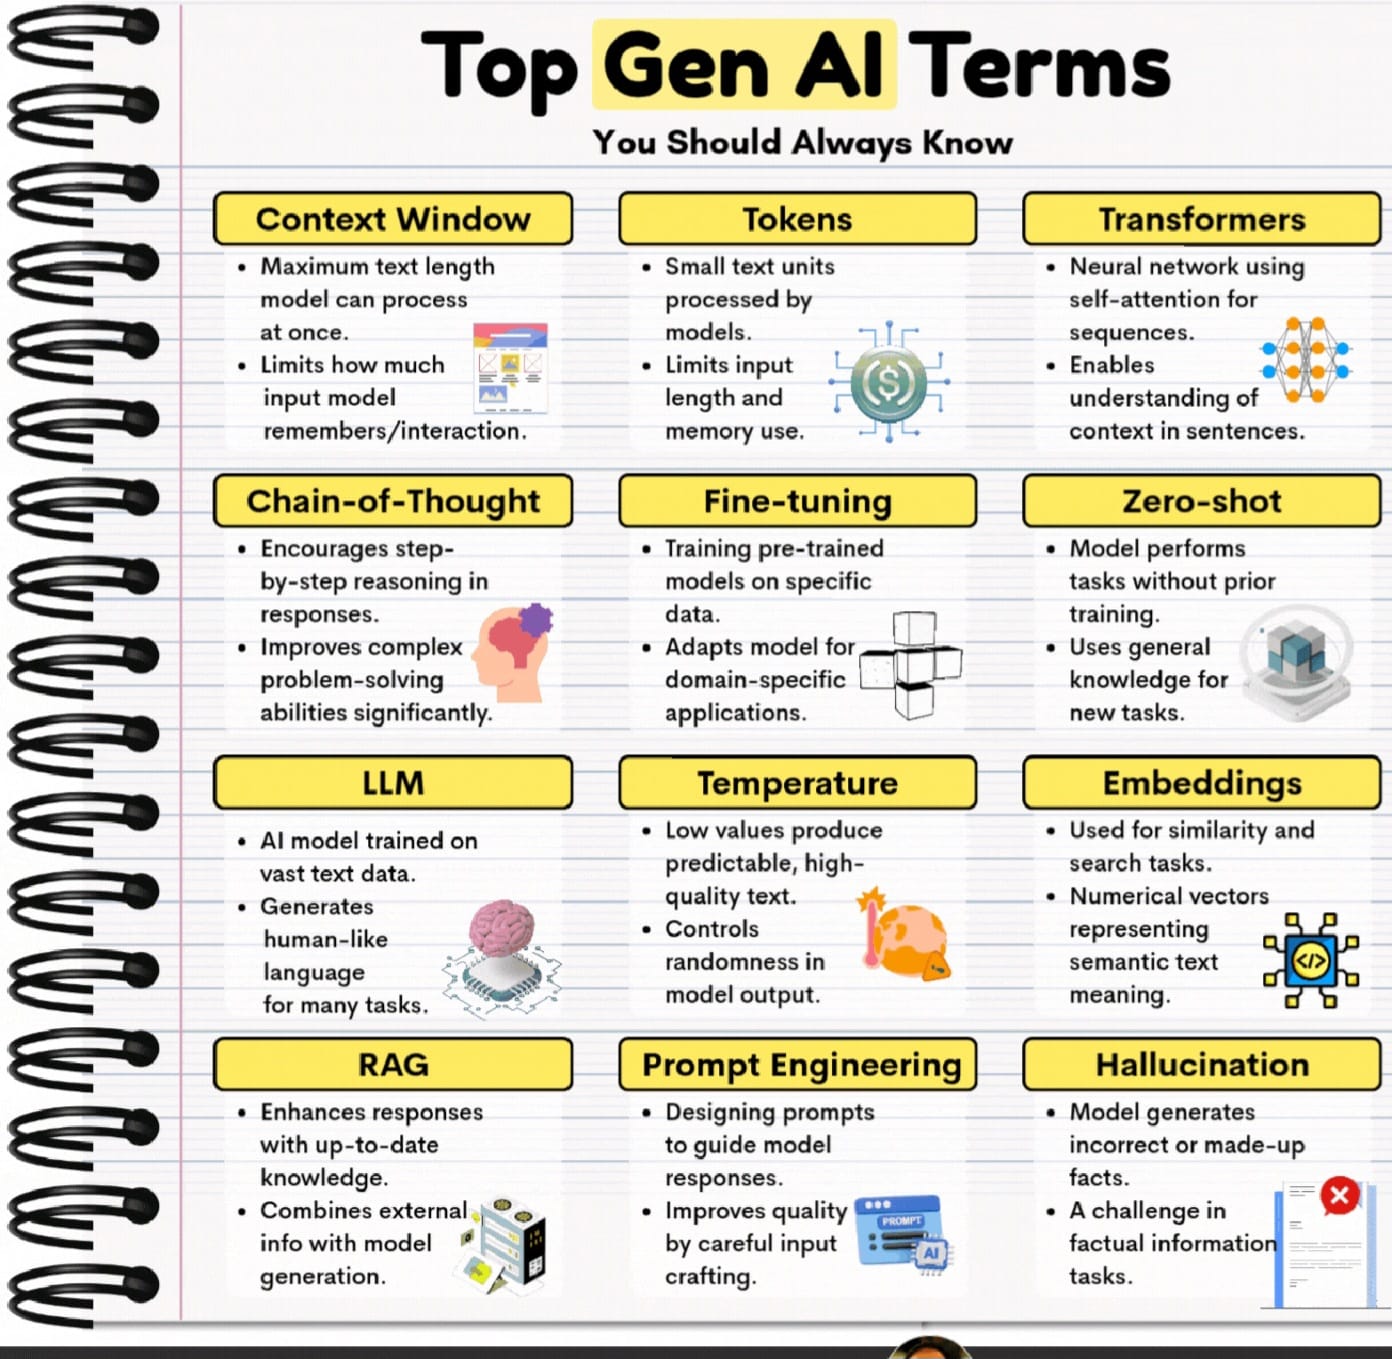 Top Gen AI Terms
You Should Always Know
Context Window
• Maximum text length
model can process
at once.
• Limits how much
input model
remembers/interaction.
Tokens
• Small text units
processed by
models.
• Limits input
length and
memory use.
Transformers
• Neural network using
self-attention for
sequences.
• Enables
understanding of
context in sentences.
Chain-of-Thought
• Encourages step-
by-step reasoning in
responses.
• Improves complex
problem-solving
abilities significantly.
Fine-tuning
• Training pre-trained
models on specific
data.
• Adapts model for
domain-specific
applications.
Zero-shot
• Model performs
tasks without prior
training.
• Uses general
knowledge for
new tasks.
LLM
• AI model trained on
vast text data.
• Generates
human-like
language
for many tasks.
Temperature
• Low values produce
predictable, high-
quality text.
• Controls
randomness in
model output.
Embeddings
• Used for similarity and
search tasks.
• Numerical vectors
representing
semantic text
meaning.
</>
RAG
• Enhances responses
with up-to-date
knowledge.
• Combines external
info with model
generation.
Prompt Engineering
• Designing prompts
to guide model
responses.
• Improves quality
by careful input
crafting.
PROMPT
AI
Hallucination
• Model generates
incorrect or made-up
facts.
• A challenge in
factual information
tasks.